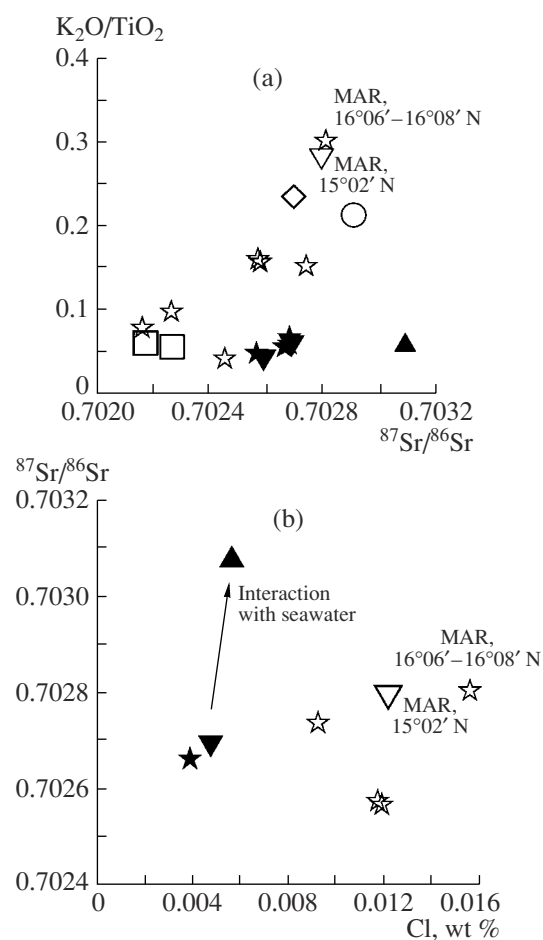 K₂O/TiO₂
0.4
(a)
MAR,
16°06′–16°08′ N
0.3
MAR,
15°02′ N
0.2
0.1
0
0.7020
0.7024
0.7028
0.7032
⁸⁷Sr/⁸⁶Sr
⁸⁷Sr/⁸⁶Sr
0.7032
(b)
0.7030
Interaction
with seawater
MAR,
16°06′–16°08′ N
0.7028
MAR,
15°02′ N
0.7026
0.7024
0
0.004
0.008
0.012
0.016
Cl, wt %